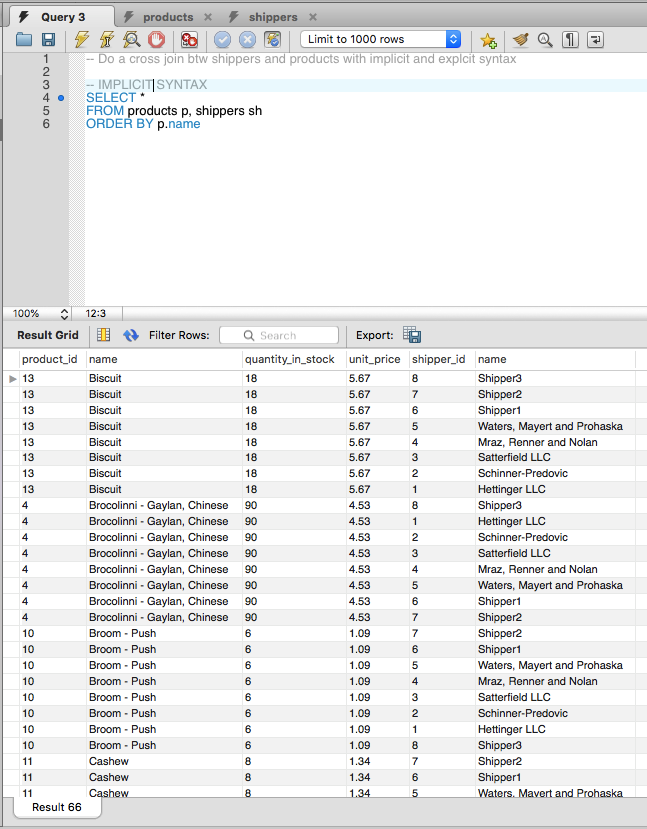 Query 3 products shippers
Limit to 1000 rows
1 -- Do a cross join btw shippers and products with implicit and explcit syntax
2
3 -- IMPLICIT SYNTAX
4 SELECT *
5 FROM products p, shippers sh
6 ORDER BY p.name
100% 12:3
Result Grid Filter Rows: Search Export:
product_id name quantity_in_stock unit_price shipper_id name
13 Biscuit 18 5.67 8 Shipper3
13 Biscuit 18 5.67 7 Shipper2
13 Biscuit 18 5.67 6 Shipper1
13 Biscuit 18 5.67 5 Waters, Mayert and Prohaska
13 Biscuit 18 5.67 4 Mraz, Renner and Nolan
13 Biscuit 18 5.67 3 Satterfield LLC
13 Biscuit 18 5.67 2 Schinner-Predovic
13 Biscuit 18 5.67 1 Hettinger LLC
4 Brocolinni - Gaylan, Chinese 90 4.53 8 Shipper3
4 Brocolinni - Gaylan, Chinese 90 4.53 1 Hettinger LLC
4 Brocolinni - Gaylan, Chinese 90 4.53 2 Schinner-Predovic
4 Brocolinni - Gaylan, Chinese 90 4.53 3 Satterfield LLC
4 Brocolinni - Gaylan, Chinese 90 4.53 4 Mraz, Renner and Nolan
4 Brocolinni - Gaylan, Chinese 90 4.53 5 Waters, Mayert and Prohaska
4 Brocolinni - Gaylan, Chinese 90 4.53 6 Shipper1
4 Brocolinni - Gaylan, Chinese 90 4.53 7 Shipper2
10 Broom - Push 6 1.09 7 Shipper2
10 Broom - Push 6 1.09 6 Shipper1
10 Broom - Push 6 1.09 5 Waters, Mayert and Prohaska
10 Broom - Push 6 1.09 4 Mraz, Renner and Nolan
10 Broom - Push 6 1.09 3 Satterfield LLC
10 Broom - Push 6 1.09 2 Schinner-Predovic
10 Broom - Push 6 1.09 1 Hettinger LLC
10 Broom - Push 6 1.09 8 Shipper3
11 Cashew 8 1.34 7 Shipper2
11 Cashew 8 1.34 6 Shipper1
11 Cashew 8 1.34 5 Waters, Mayert and Prohaska
Result 66